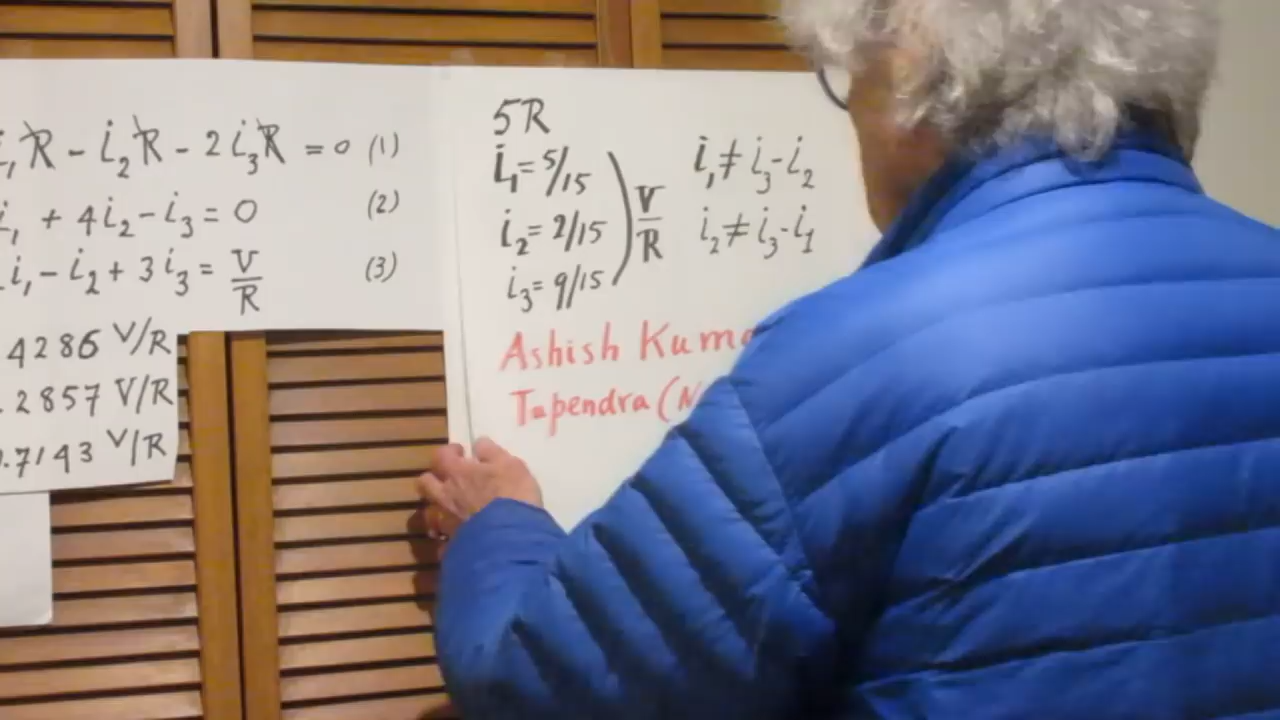 i₁R - i₂R - 2i₃R = 0 (1)
i₁ + 4i₂ - i₃ = 0 (2)
i₁ - i₂ + 3i₃ = V/R (3)
4286 V/R
.2857 V/R
0.7143 V/R
5R
i₁ = 5/15
i₂ = 2/15
i₃ = 9/15
) V/R
i₁ ≠ i₃ - i₂
i₂ ≠ i₃ - i₁
Ashish Kuma
Tapendra (N